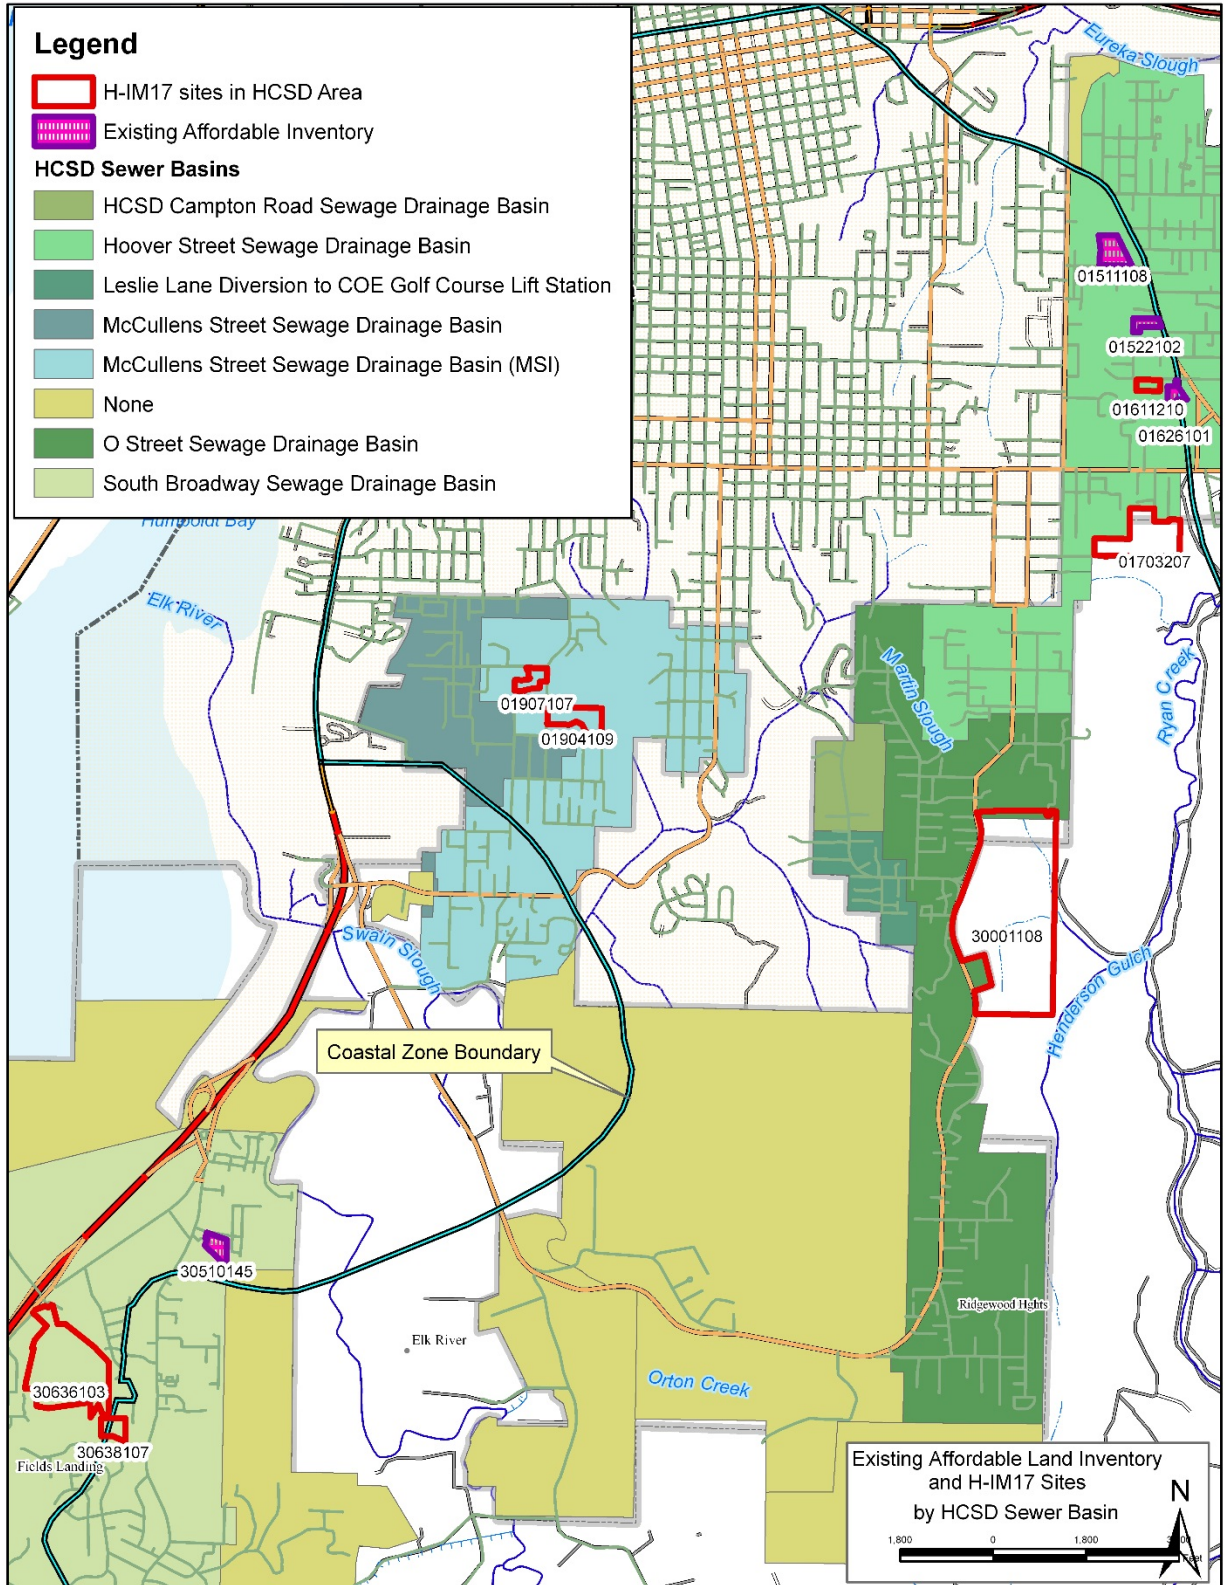 Legend
H-IM17 sites in HCSD Area
Existing Affordable Inventory
HCSD Sewer Basins
HCSD Campton Road Sewage Drainage Basin
Hoover Street Sewage Drainage Basin
Leslie Lane Diversion to COE Golf Course Lift Station
McCullens Street Sewage Drainage Basin
McCullens Street Sewage Drainage Basin (MSI)
None
O Street Sewage Drainage Basin
South Broadway Sewage Drainage Basin
Eureka Slough
01511108
01522102
01611210
01626101
Humboldt Bay
01703207
Elk River
Martin Slough
Ryan Creek
01907107
01904109
30001108
Swain Slough
Henderson Gulch
Coastal Zone Boundary
30510145
Ridgewood Hghts
Elk River
Orton Creek
30636103
30638107
Fields Landing
Existing Affordable Land Inventory
and H-IM17 Sites
by HCSD Sewer Basin
N
1,800 0 1,800
Feet